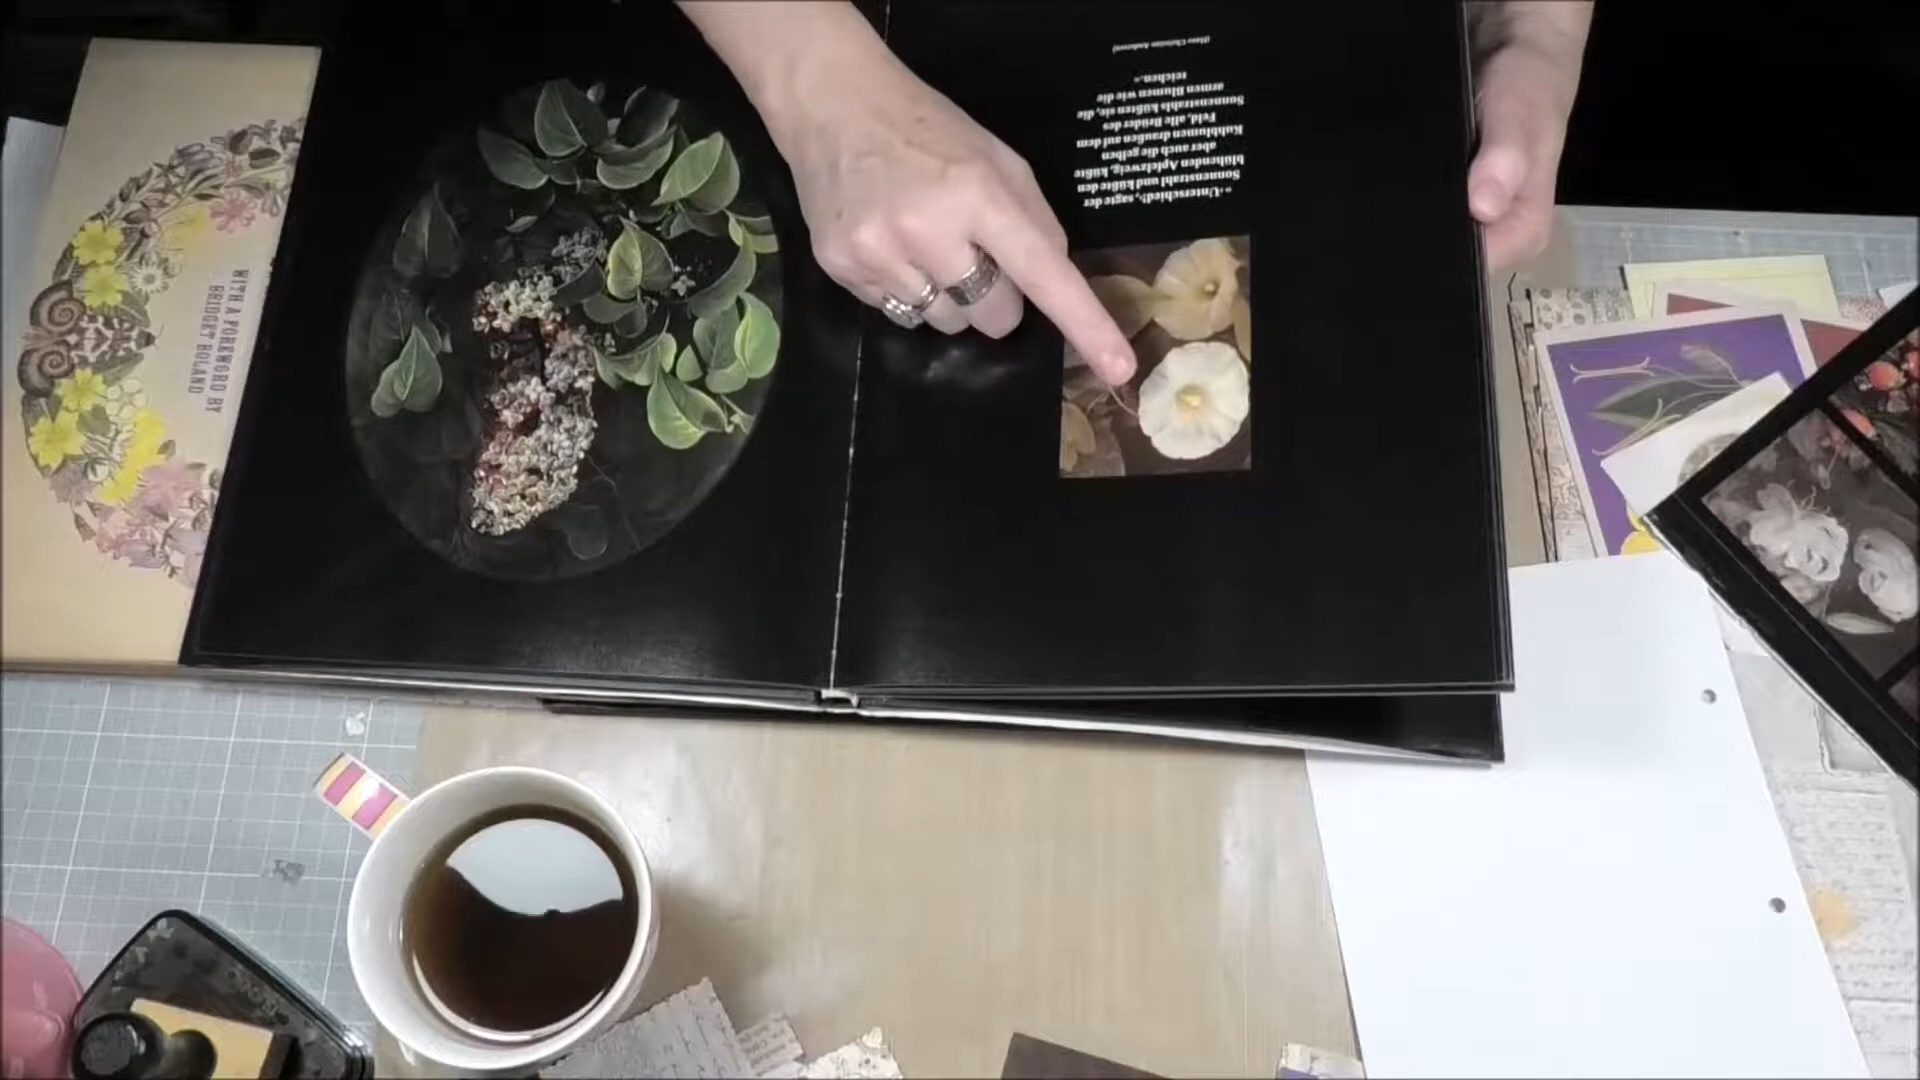 »‚Unterschied!‘, sagte der
Sonnenstrahl und küßte den
blühenden Apfelzweig, küßte
aber auch die gelben
Kuhblumen draußen auf dem
Feld, alle Brüder des
Sonnenstrahls küßten sie, die
armen Blumen wie die
reichen.«
(Hans Christian Andersen)
WITH A FOREWORD BY
BRIDGET BOLAND